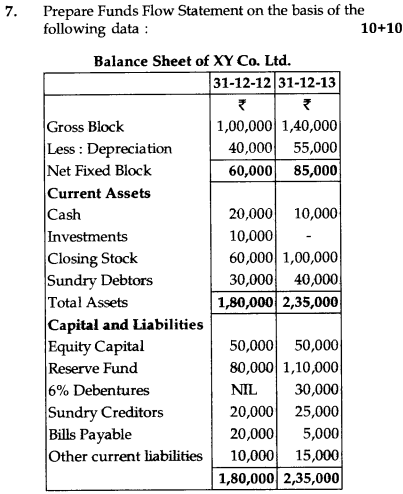 7. Prepare Funds Flow Statement on the basis of the
following data : 10+10
Balance Sheet of XY Co. Ltd.
31-12-12 31-12-13
₹ ₹
Gross Block 1,00,000 1,40,000
Less : Depreciation 40,000 55,000
Net Fixed Block 60,000 85,000
Current Assets
Cash 20,000 10,000
Investments 10,000 -
Closing Stock 60,000 1,00,000
Sundry Debtors 30,000 40,000
Total Assets 1,80,000 2,35,000
Capital and Liabilities
Equity Capital 50,000 50,000
Reserve Fund 80,000 1,10,000
6% Debentures NIL 30,000
Sundry Creditors 20,000 25,000
Bills Payable 20,000 5,000
Other current liabilities 10,000 15,000
1,80,000 2,35,000